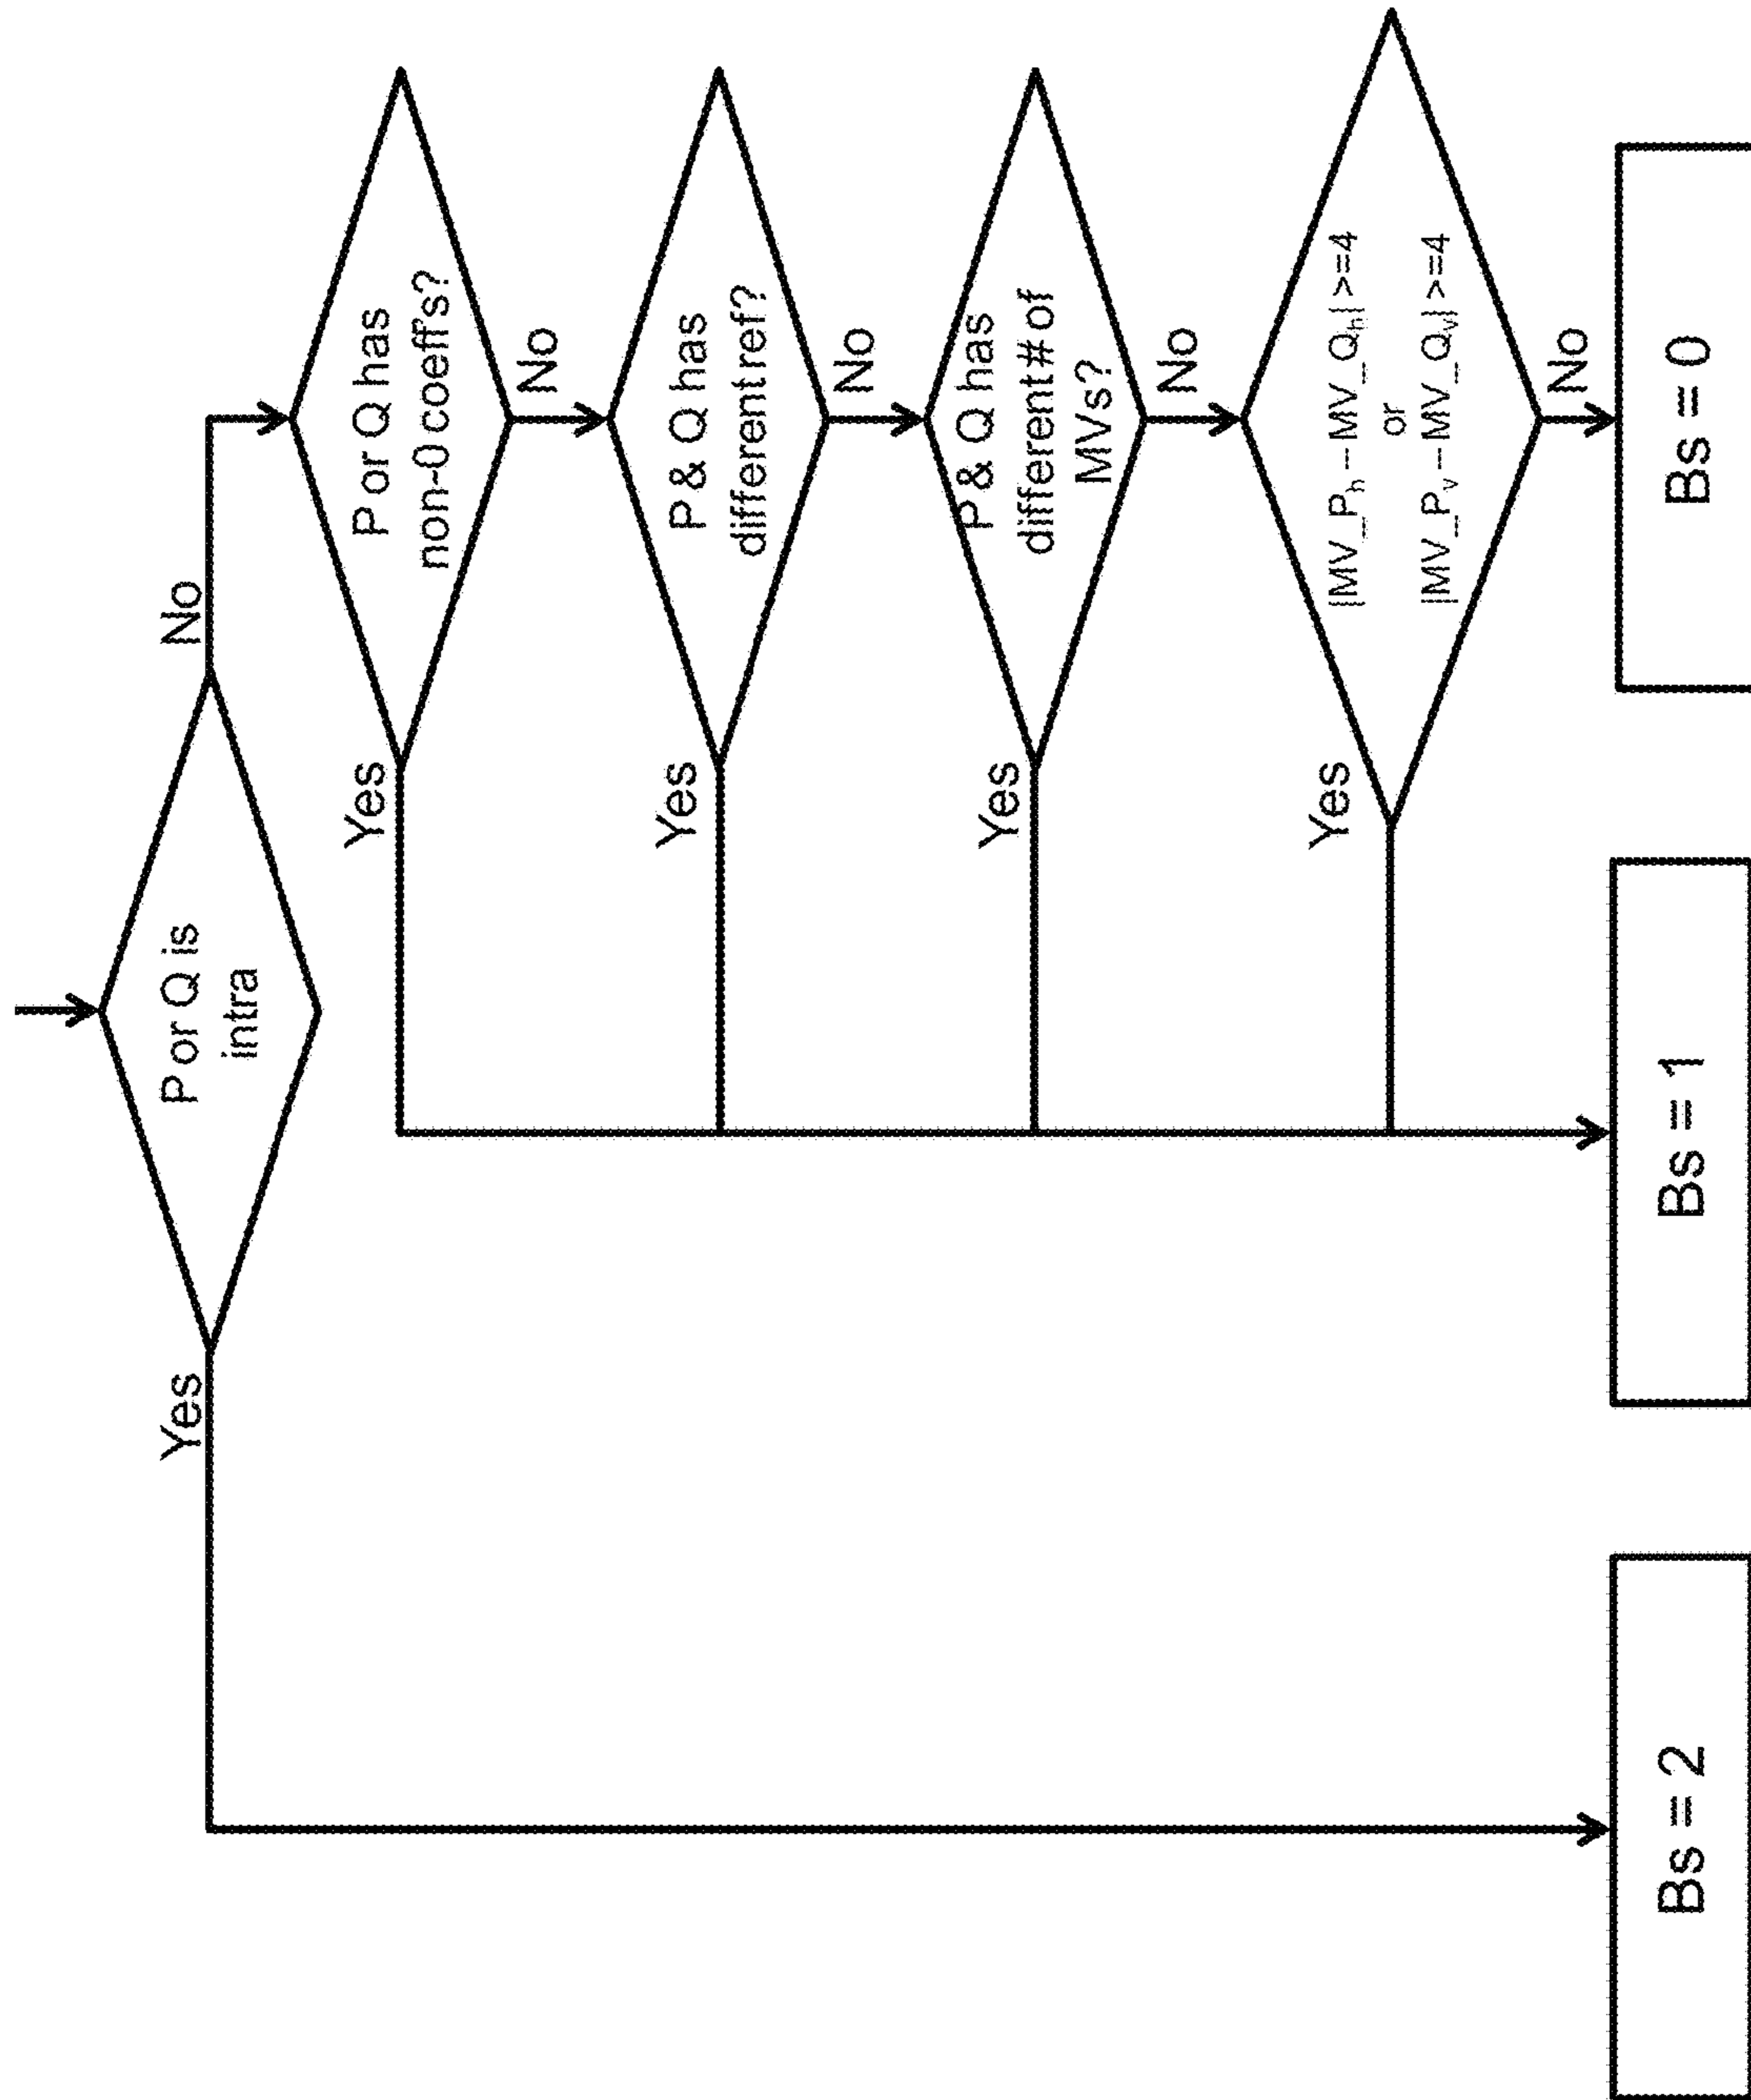 P or Q is
intra
Yes
No
P or Q has
non-0 coeffs?
Yes
No
P & Q has
different ref?
Yes
No
P & Q has
different # of
MVs?
Yes
No
|MV_Pₕ – MV_Qₕ| >=4
or
|MV_Pᵥ – MV_Qᵥ| >=4
Yes
No
Bs = 2
Bs = 1
Bs = 0